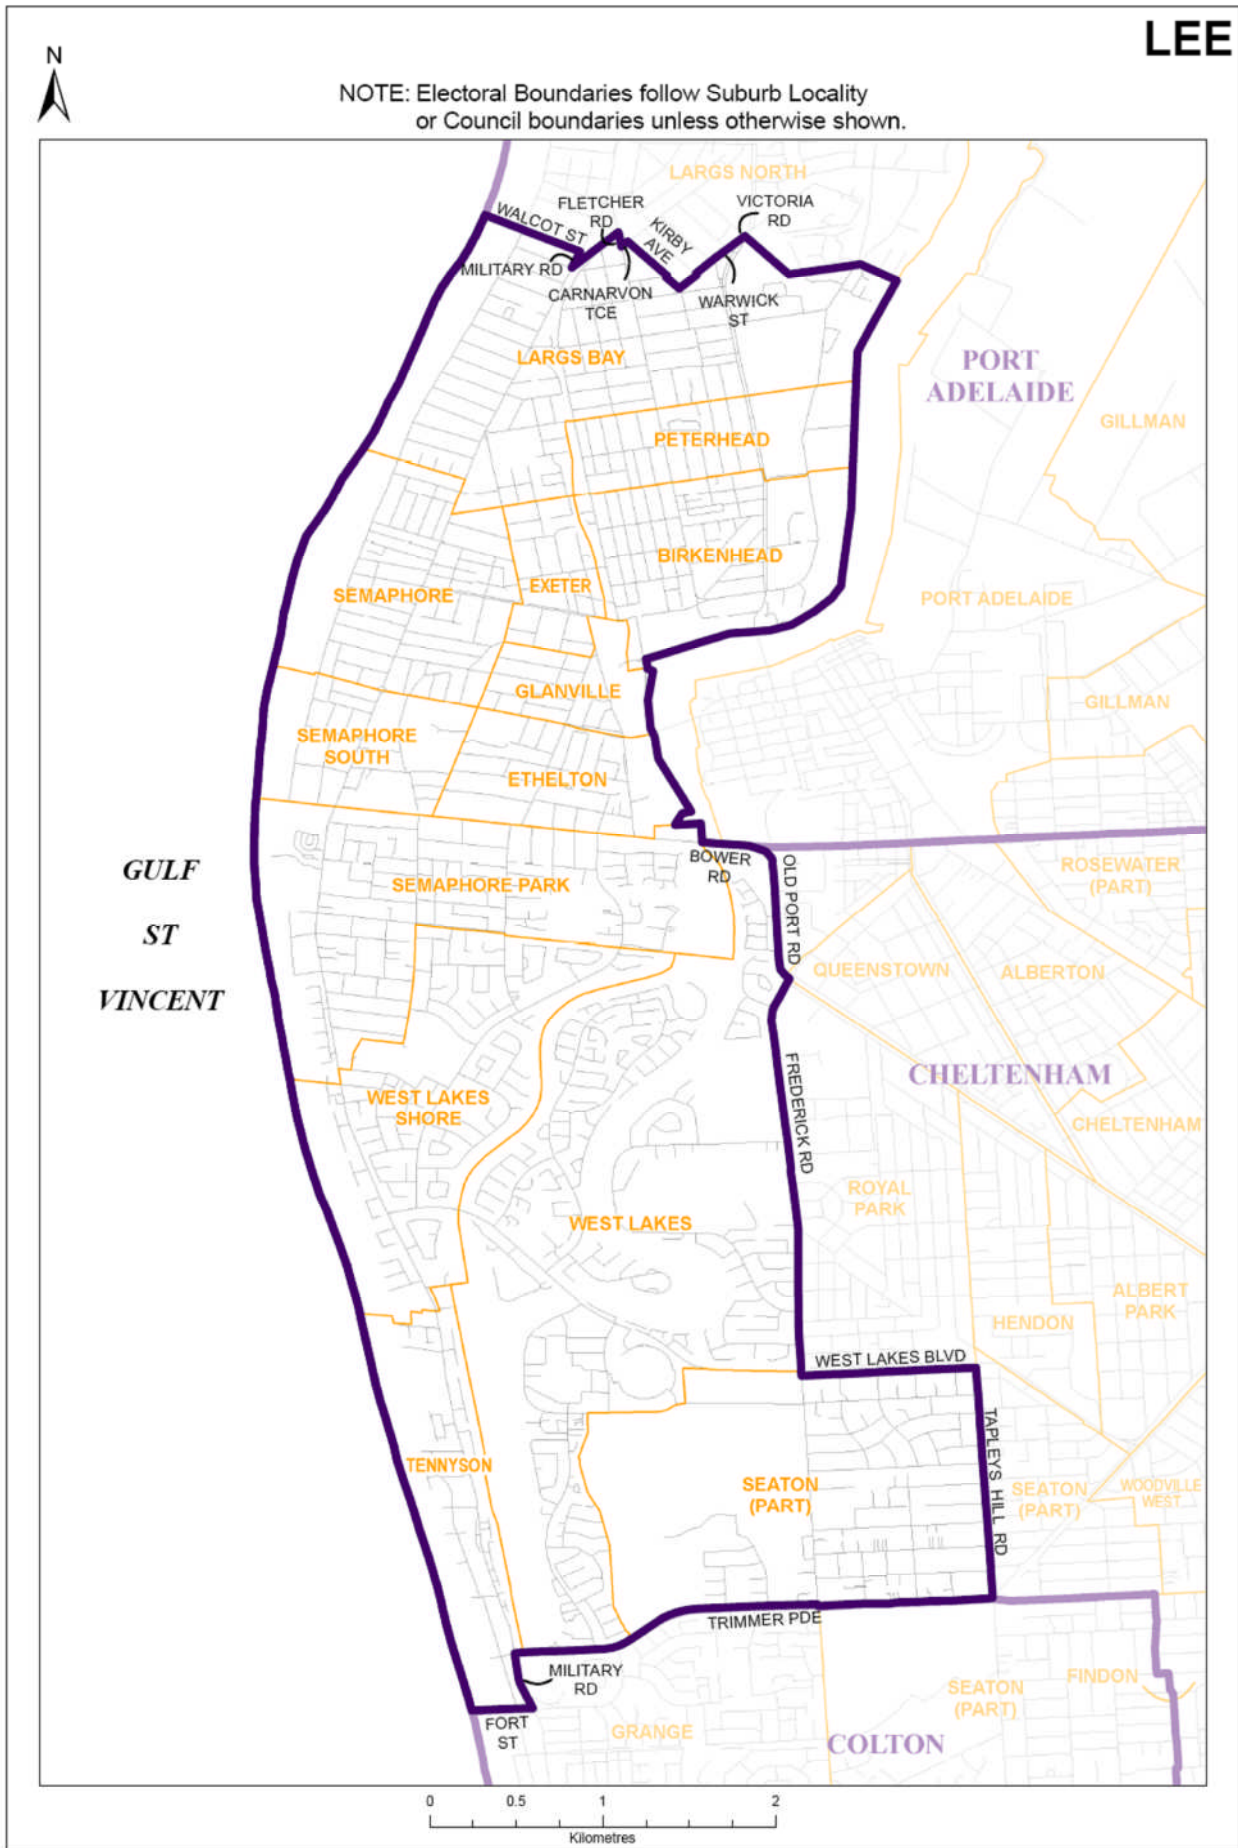 LEE
N
NOTE: Electoral Boundaries follow Suburb Locality
or Council boundaries unless otherwise shown.
LARGS NORTH
FLETCHER
RD
VICTORIA
RD
WALCOT ST
KIRBY
AVE
MILITARY RD
CARNARVON
TCE
WARWICK
ST
LARGS BAY
PORT
ADELAIDE
GILLMAN
PETERHEAD
BIRKENHEAD
EXETER
SEMAPHORE
PORT ADELAIDE
GLANVILLE
GILLMAN
SEMAPHORE
SOUTH
ETHELTON
BOWER
RD
OLD PORT RD
ROSEWATER
(PART)
GULF
ST
VINCENT
SEMAPHORE PARK
QUEENSTOWN
ALBERTON
FREDERICK RD
CHELTENHAM
WEST LAKES
SHORE
CHELTENHAM
ROYAL
PARK
WEST LAKES
ALBERT
PARK
HENDON
WEST LAKES BLVD
TAPLEYS HILL RD
TENNYSON
SEATON
(PART)
SEATON
(PART)
WOODVILLE
WEST
TRIMMER PDE
MILITARY
RD
FORT
ST
GRANGE
SEATON
(PART)
FINDON
COLTON
0 0.5 1 2
Kilometres